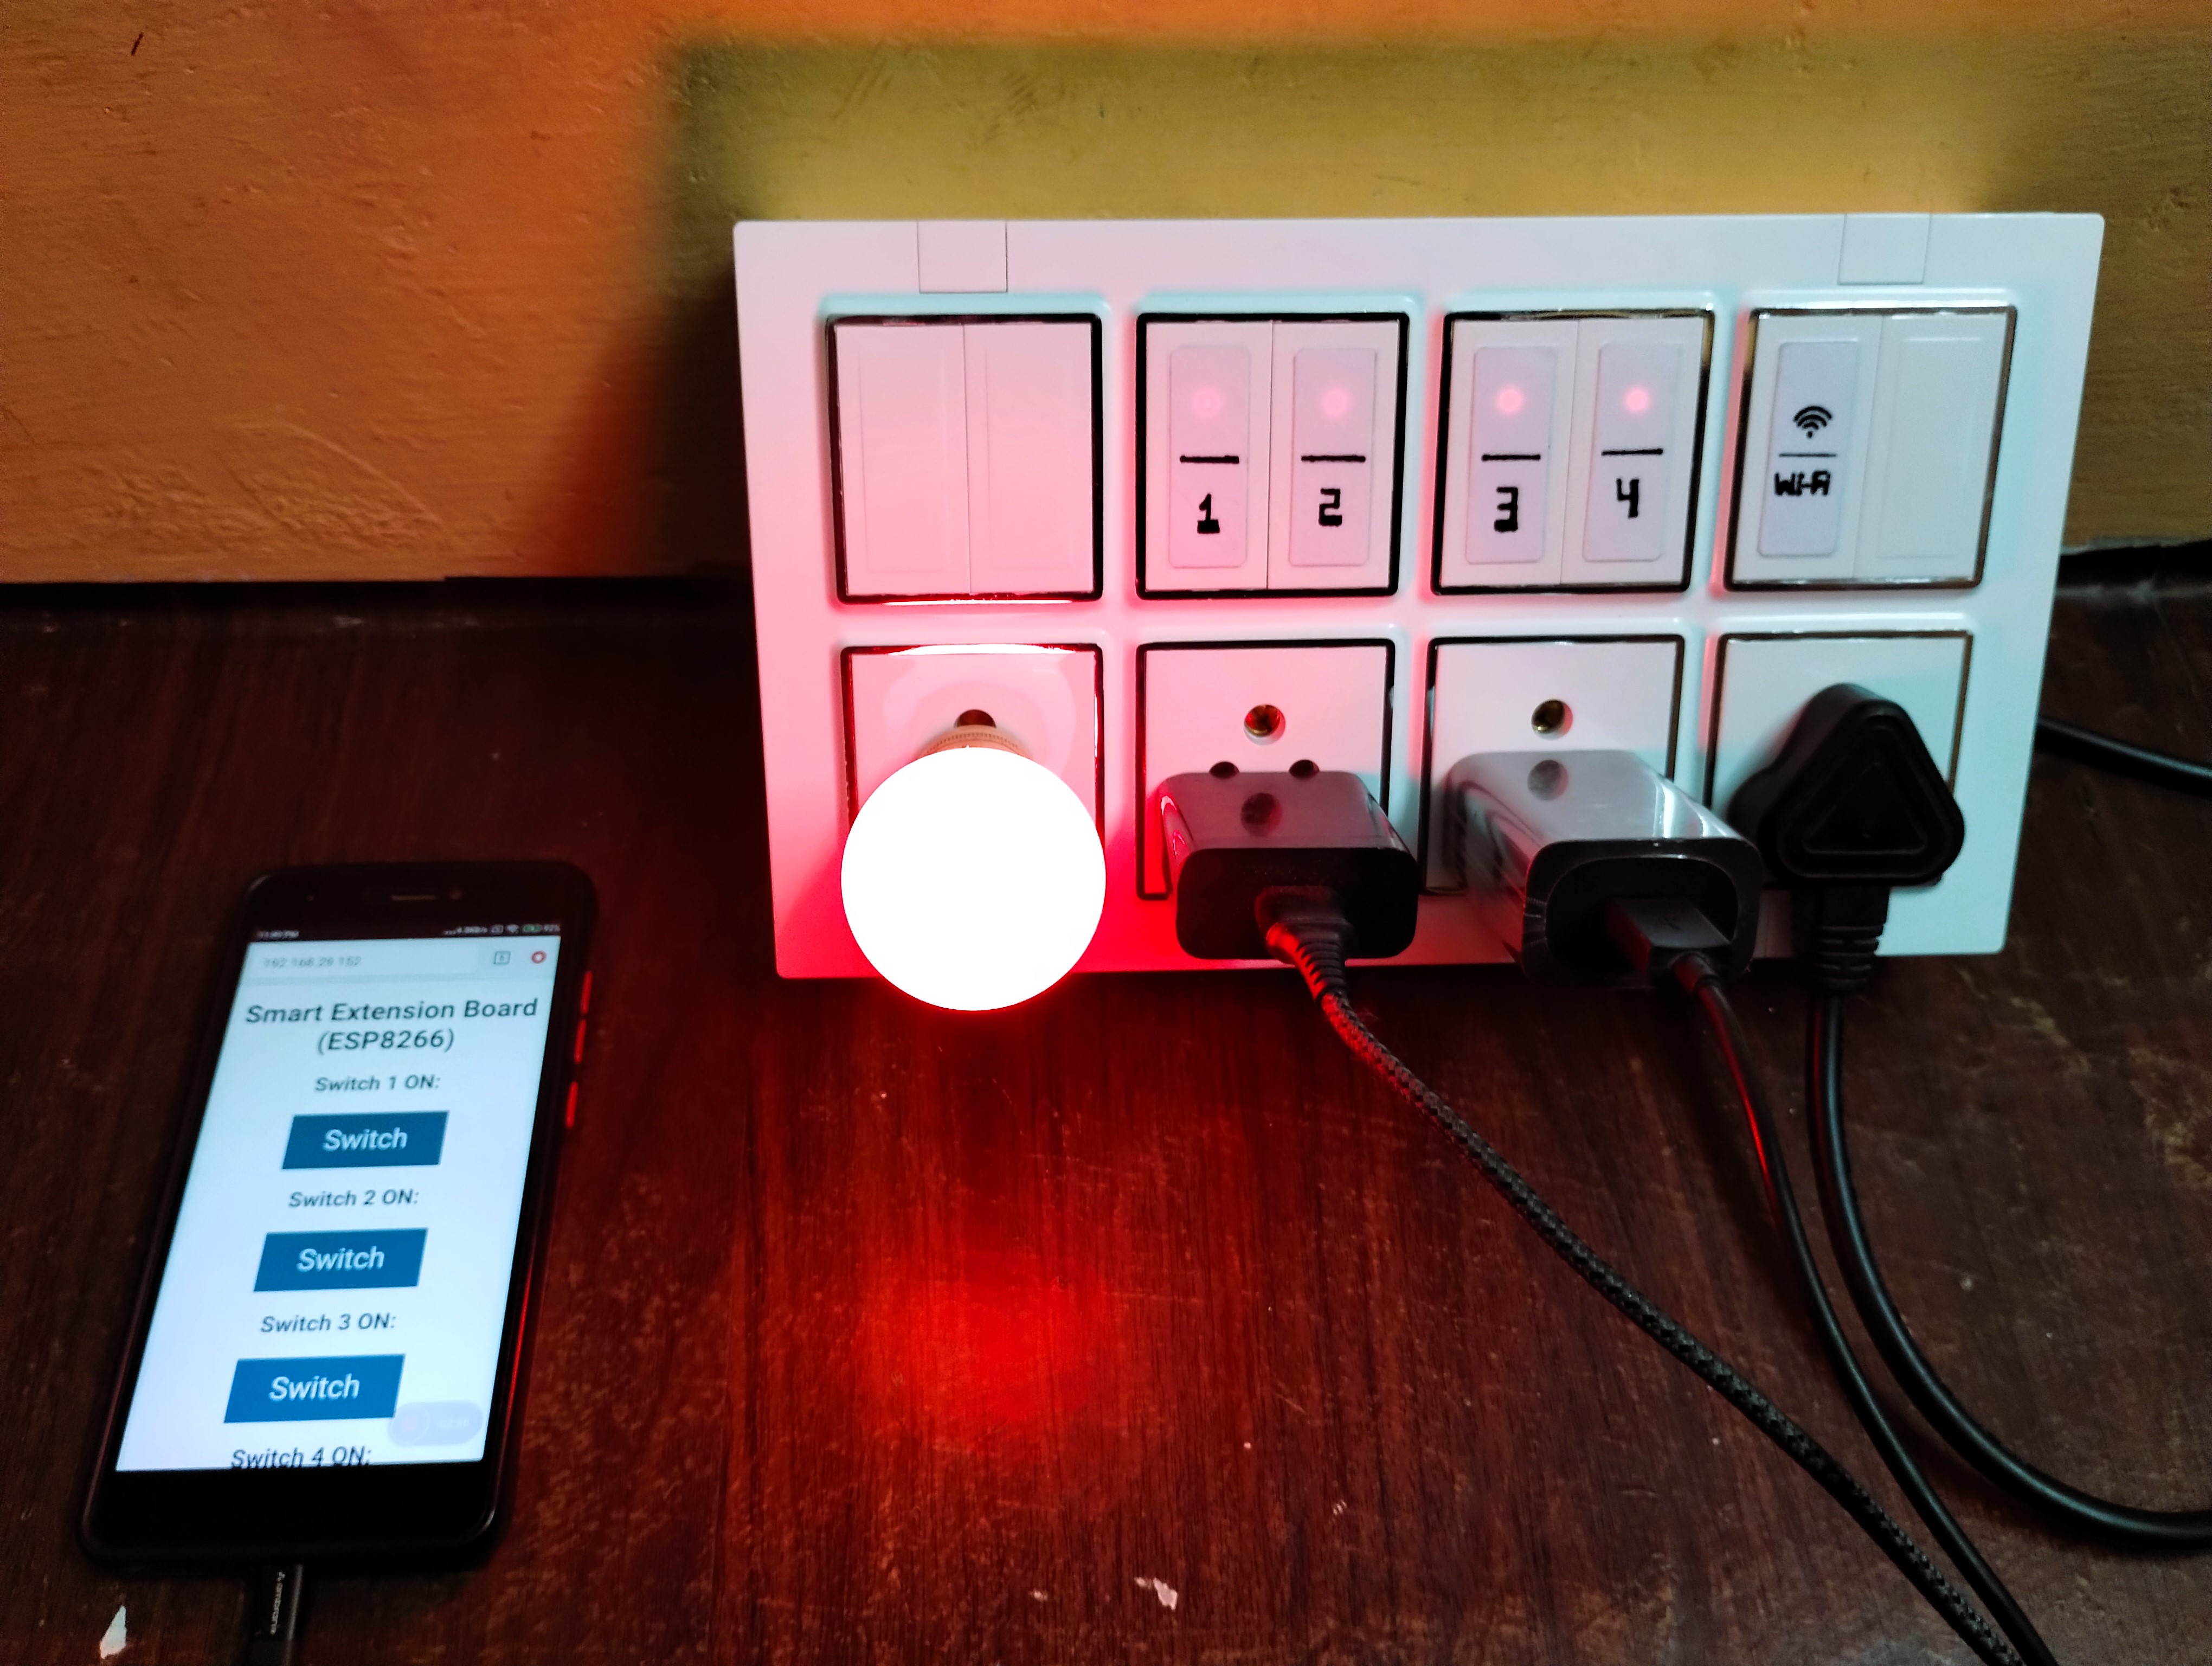 192.168.29.152
Smart Extension Board
(ESP8266)
Switch 1 ON:
Switch
Switch 2 ON:
Switch
Switch 3 ON:
Switch
Switch 4 ON:
1
2
3
4
Wi-Fi
Ambrane